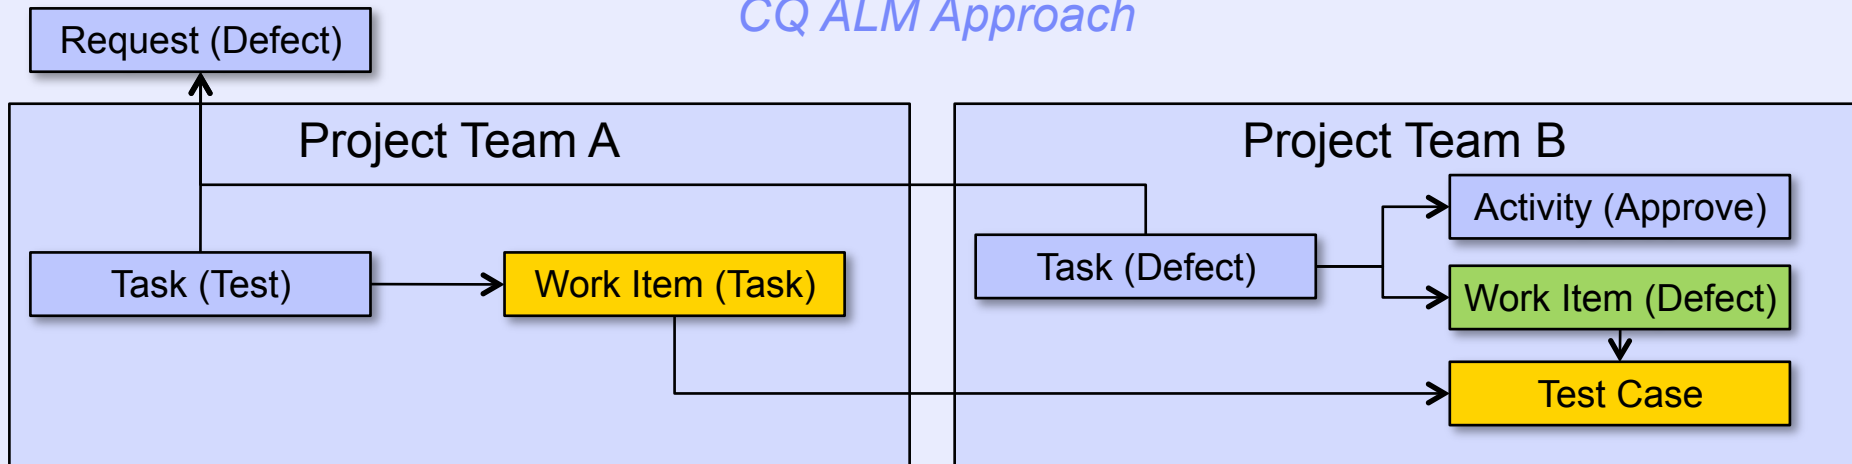 CQ ALM Approach
Request (Defect)
Project Team A
Project Team B
Activity (Approve)
Task (Test)
Work Item (Task)
Task (Defect)
Work Item (Defect)
Test Case